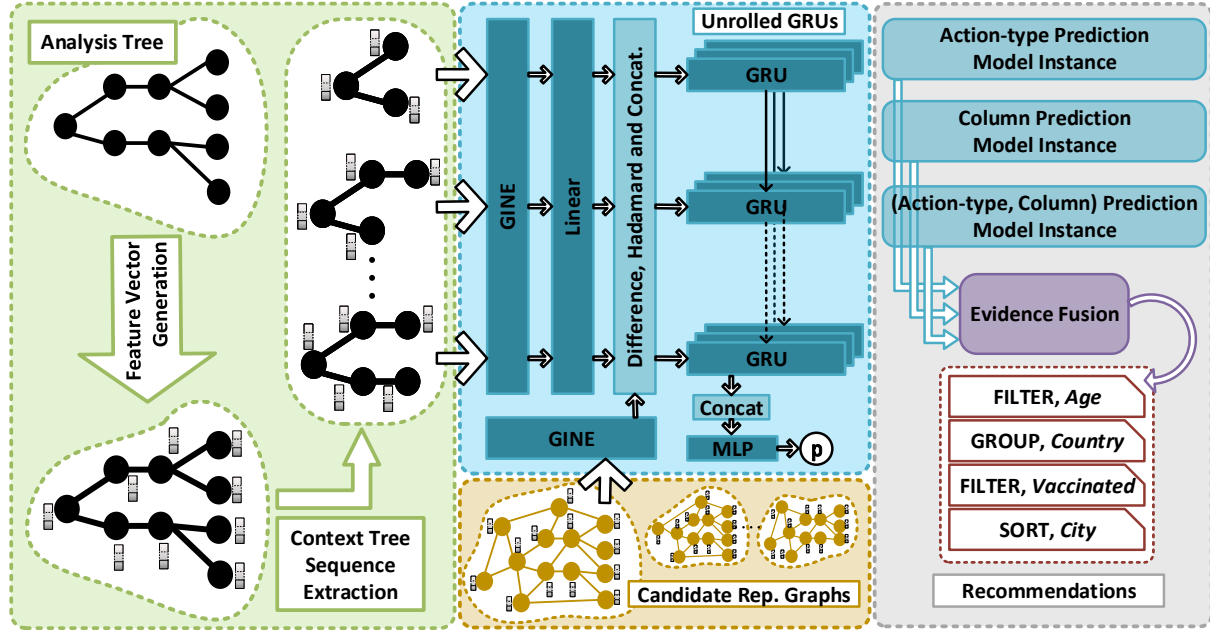 Analysis Tree
Feature Vector
Generation
Context Tree
Sequence
Extraction
Unrolled GRUs
GINE
Linear
Difference, Hadamard and Concat.
GRU
GRU
GRU
Concat
MLP
p
GINE
Candidate Rep. Graphs
Action-type Prediction
Model Instance
Column Prediction
Model Instance
(Action-type, Column) Prediction
Model Instance
Evidence Fusion
FILTER, Age
GROUP, Country
FILTER, Vaccinated
SORT, City
Recommendations